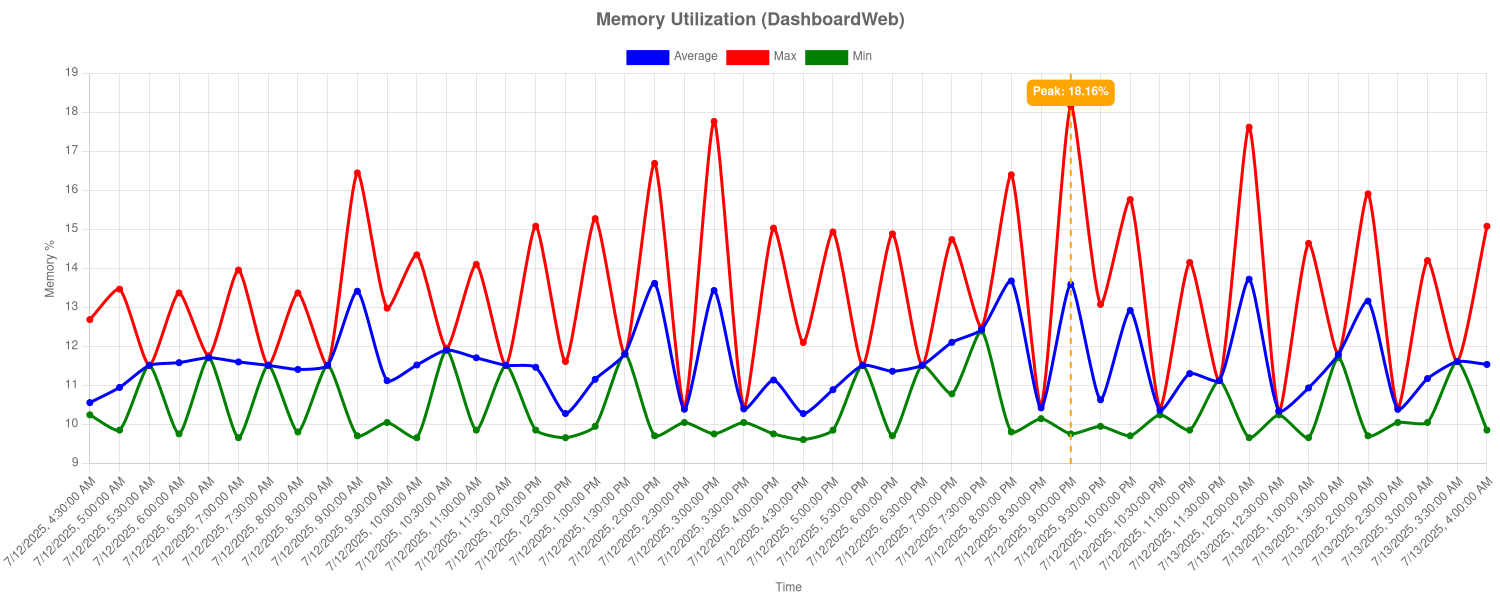 Memory Utilization (DashboardWeb)
Average Max Min
Peak: 18.16%
19
18
17
16
15
14
13
12
11
10
9
Memory %
7/12/2025, 4:30:00 AM
7/12/2025, 5:00:00 AM
7/12/2025, 5:30:00 AM
7/12/2025, 6:00:00 AM
7/12/2025, 6:30:00 AM
7/12/2025, 7:00:00 AM
7/12/2025, 7:30:00 AM
7/12/2025, 8:00:00 AM
7/12/2025, 8:30:00 AM
7/12/2025, 9:00:00 AM
7/12/2025, 9:30:00 AM
7/12/2025, 10:00:00 AM
7/12/2025, 10:30:00 AM
7/12/2025, 11:00:00 AM
7/12/2025, 11:30:00 AM
7/12/2025, 12:00:00 PM
7/12/2025, 12:30:00 PM
7/12/2025, 1:00:00 PM
7/12/2025, 1:30:00 PM
7/12/2025, 2:00:00 PM
7/12/2025, 2:30:00 PM
7/12/2025, 3:00:00 PM
7/12/2025, 3:30:00 PM
7/12/2025, 4:00:00 PM
7/12/2025, 4:30:00 PM
7/12/2025, 5:00:00 PM
7/12/2025, 5:30:00 PM
7/12/2025, 6:00:00 PM
7/12/2025, 6:30:00 PM
7/12/2025, 7:00:00 PM
7/12/2025, 7:30:00 PM
7/12/2025, 8:00:00 PM
7/12/2025, 8:30:00 PM
7/12/2025, 9:00:00 PM
7/12/2025, 9:30:00 PM
7/12/2025, 10:00:00 PM
7/12/2025, 10:30:00 PM
7/12/2025, 11:00:00 PM
7/12/2025, 11:30:00 PM
7/13/2025, 12:00:00 AM
7/13/2025, 12:30:00 AM
7/13/2025, 1:00:00 AM
7/13/2025, 1:30:00 AM
7/13/2025, 2:00:00 AM
7/13/2025, 2:30:00 AM
7/13/2025, 3:00:00 AM
7/13/2025, 3:30:00 AM
7/13/2025, 4:00:00 AM
Time